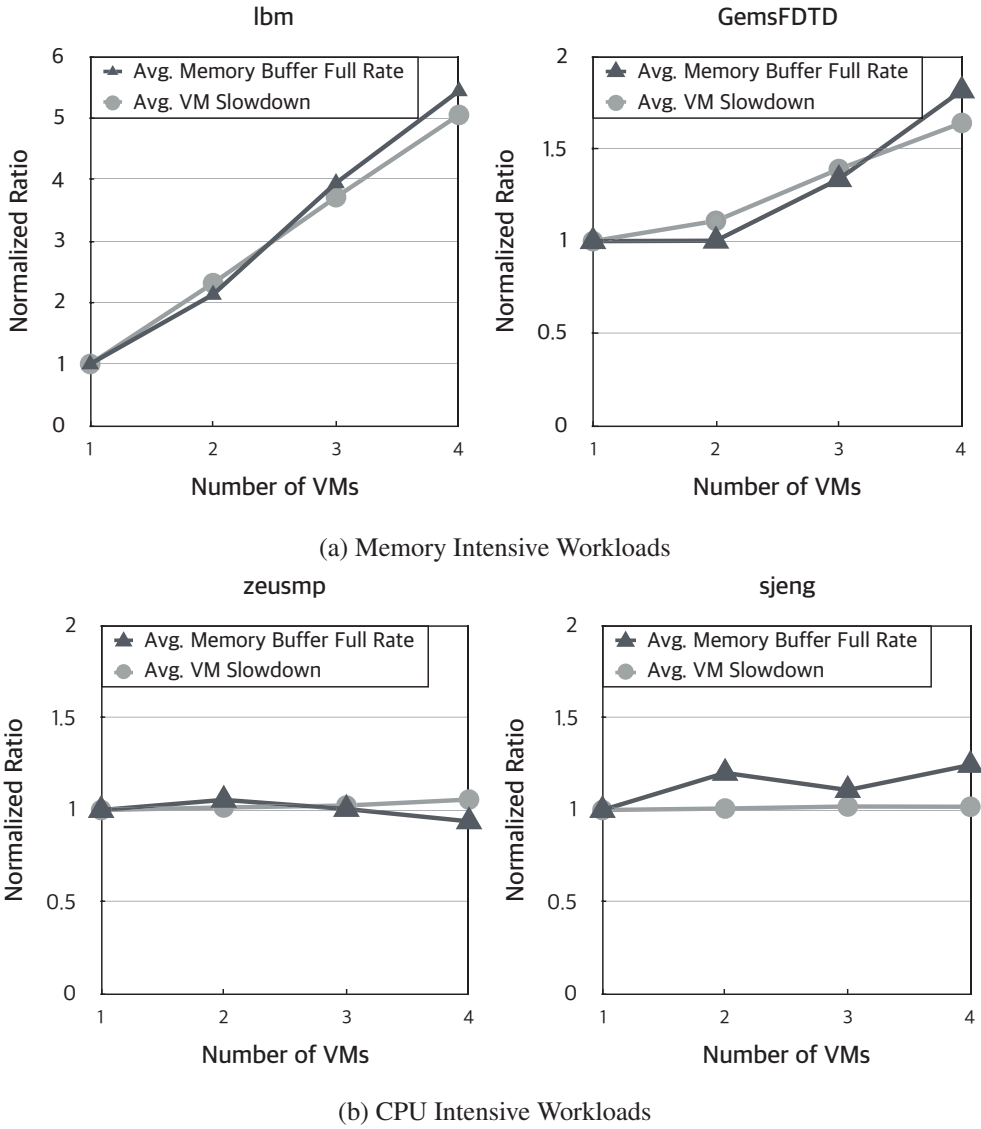 lbm
6
5
4
3
2
1
0
Normalized Ratio
Avg. Memory Buffer Full Rate
Avg. VM Slowdown
1 2 3 4
Number of VMs
GemsFDTD
2
1.5
1
0.5
0
Normalized Ratio
Avg. Memory Buffer Full Rate
Avg. VM Slowdown
1 2 3 4
Number of VMs
(a) Memory Intensive Workloads
zeusmp
2
1.5
1
0.5
0
Normalized Ratio
Avg. Memory Buffer Full Rate
Avg. VM Slowdown
1 2 3 4
Number of VMs
sjeng
2
1.5
1
0.5
0
Normalized Ratio
Avg. Memory Buffer Full Rate
Avg. VM Slowdown
1 2 3 4
Number of VMs
(b) CPU Intensive Workloads